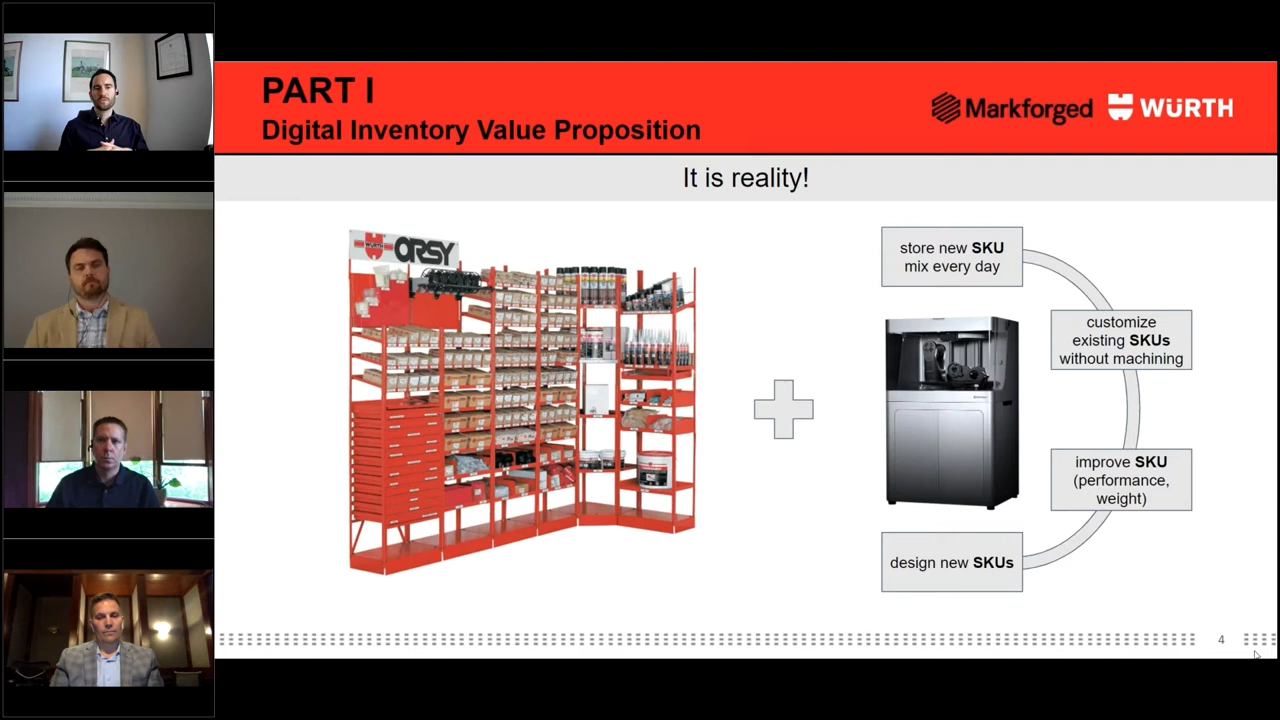 PART I
Digital Inventory Value Proposition
Markforged
WÜRTH
It is reality!
WÜRTH
ORSY
store new SKU
mix every day
customize
existing SKUs
without machining
improve SKU
(performance,
weight)
design new SKUs
4